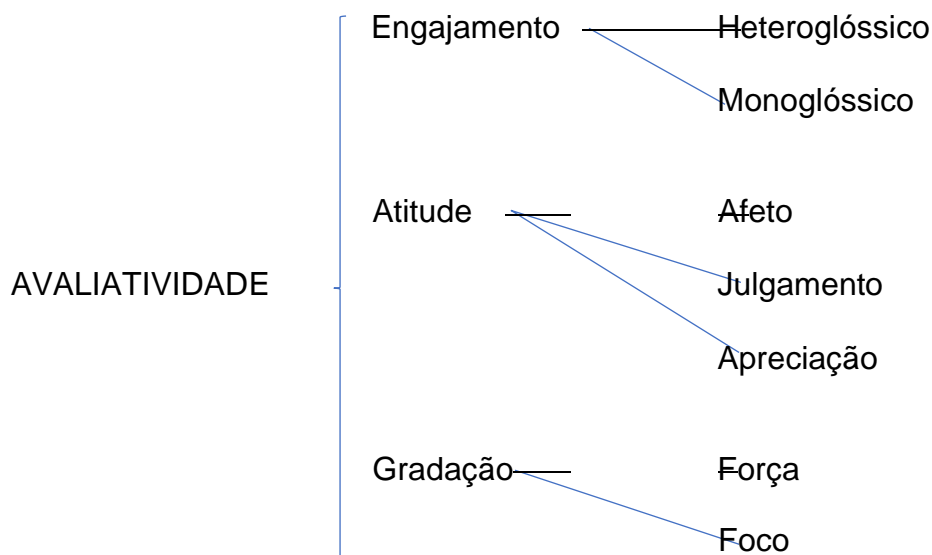 Engajamento Heteroglóssico
Monoglóssico
Atitude Afeto
AVALIATIVIDADE Julgamento
Apreciação
Gradação Força
Foco